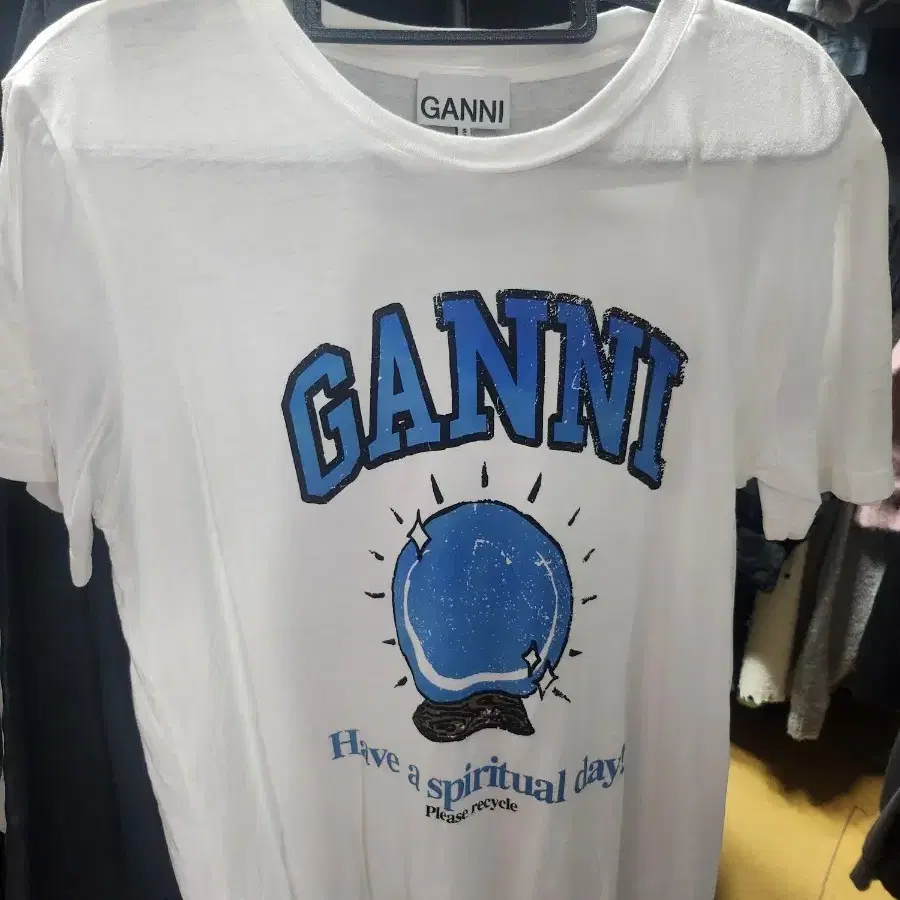 GANNI
S
GANNI
Have a spiritual day!
Please recycle